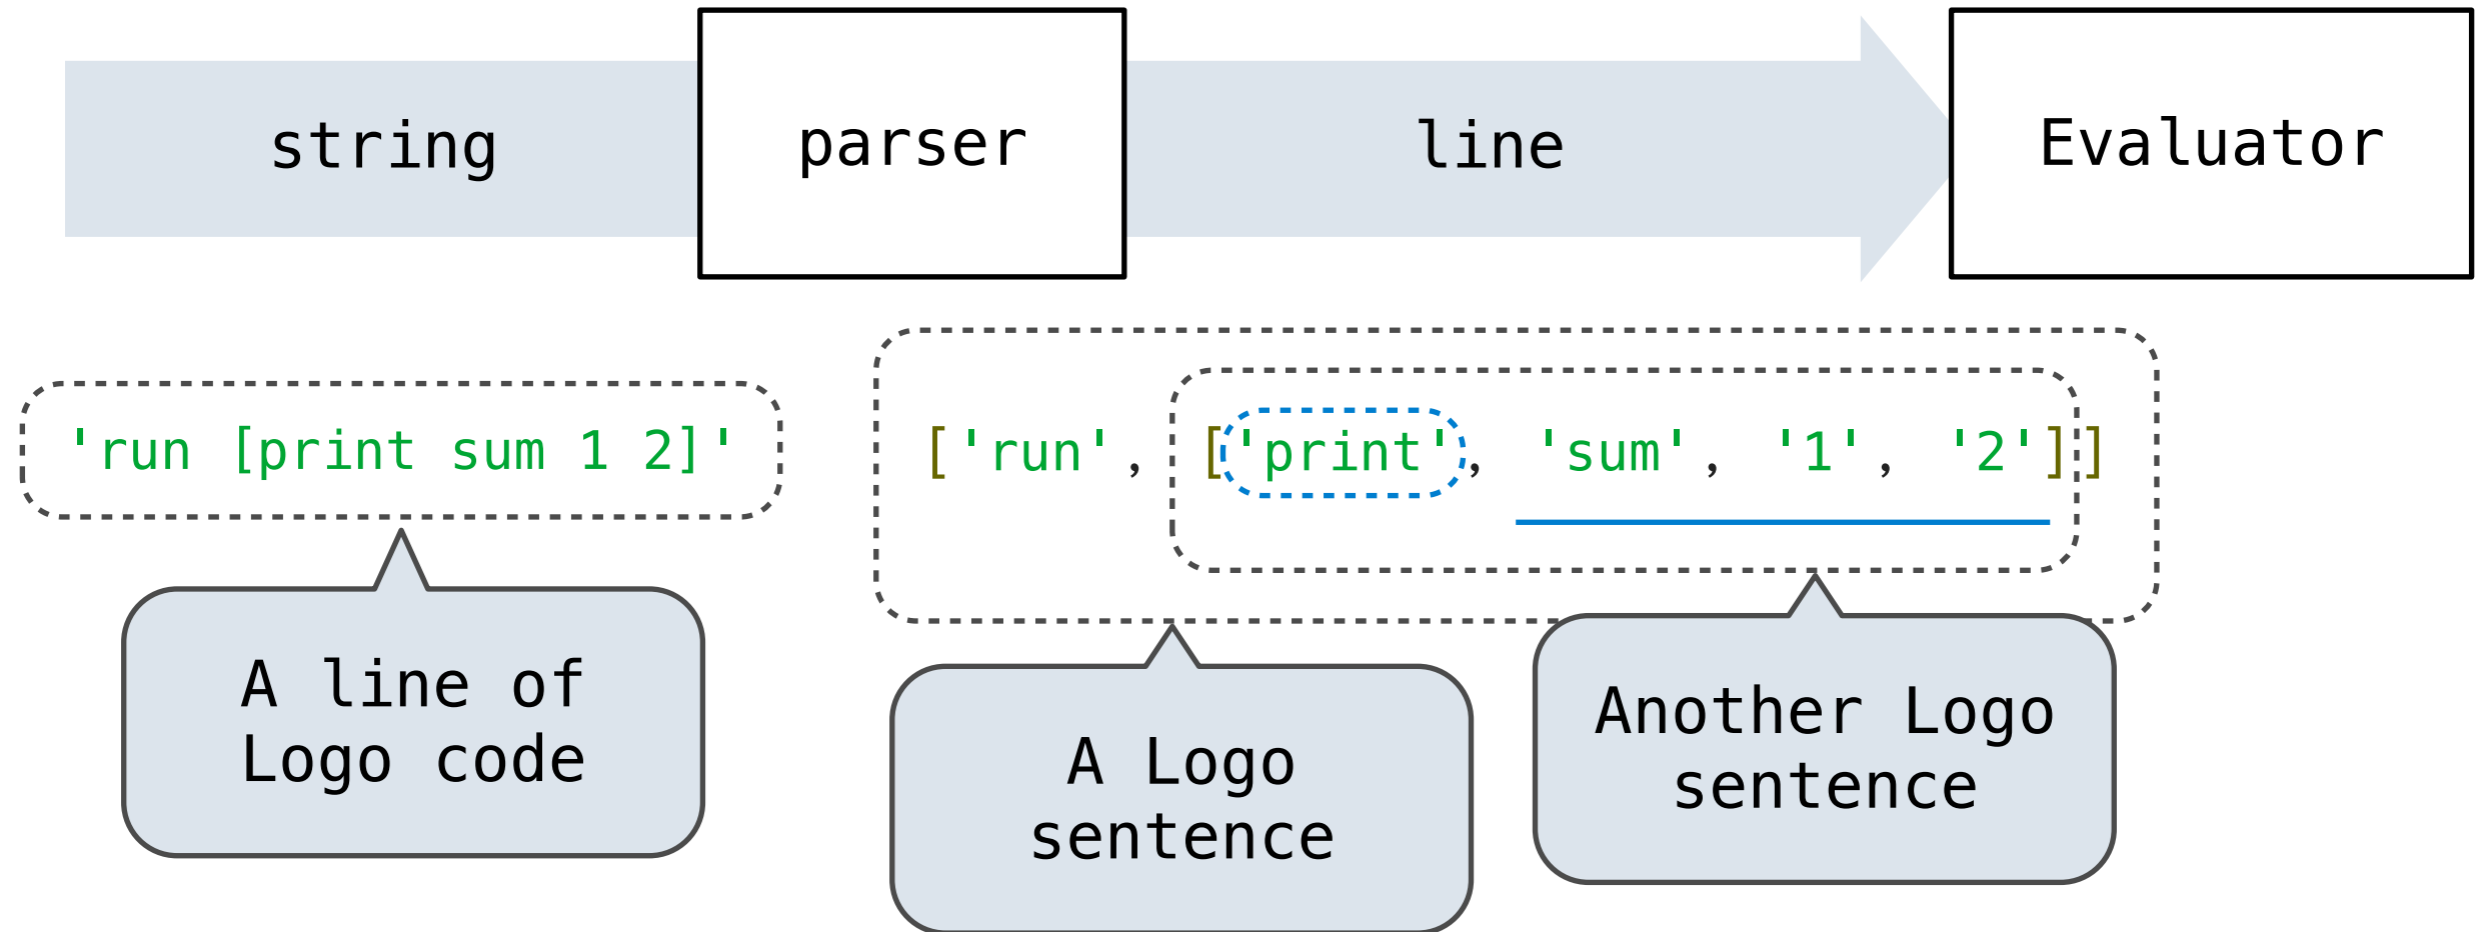 string
parser
line
Evaluator
'run [print sum 1 2]'
['run', ['print', 'sum', '1', '2']]
A line of
Logo code
A Logo
sentence
Another Logo
sentence